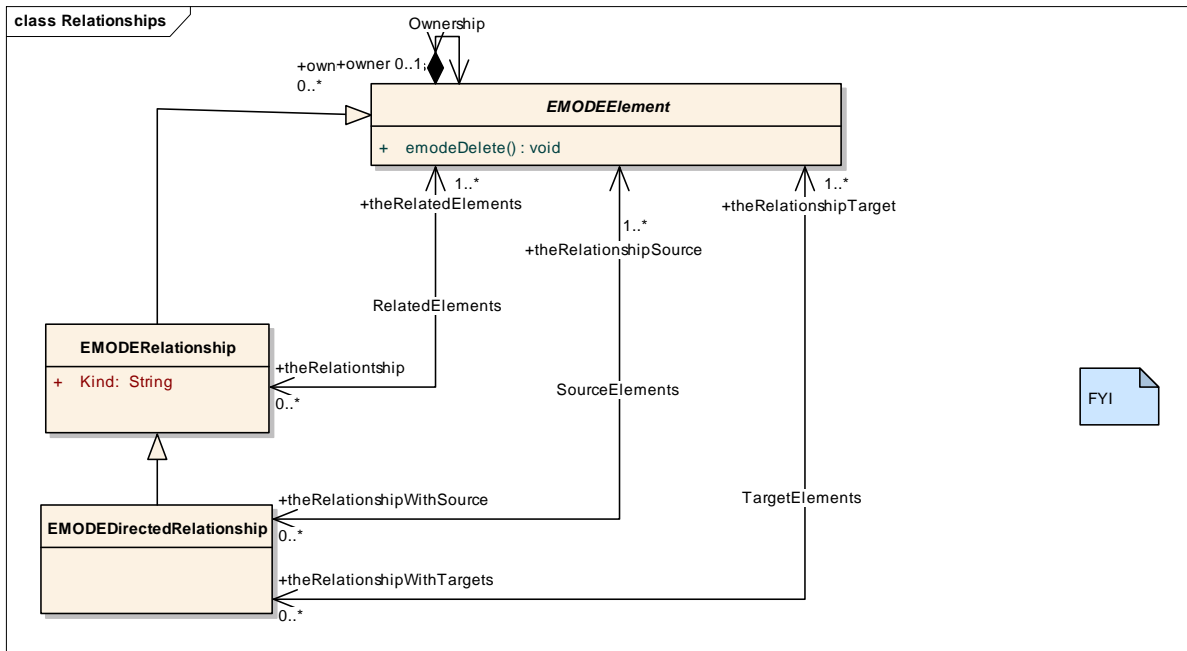 class Relationships
Ownership
+own
+owner 0..1
0..*
EMODEElement
+ emodeDelete() : void
1..*
+theRelatedElements
1..*
+theRelationshipSource
1..*
+theRelationshipTarget
RelatedElements
EMODERelationship
+ Kind: String
+theRelationtship
0..*
SourceElements
FYI
TargetElements
EMODEDirectedRelationship
+theRelationshipWithSource
0..*
+theRelationshipWithTargets
0..*